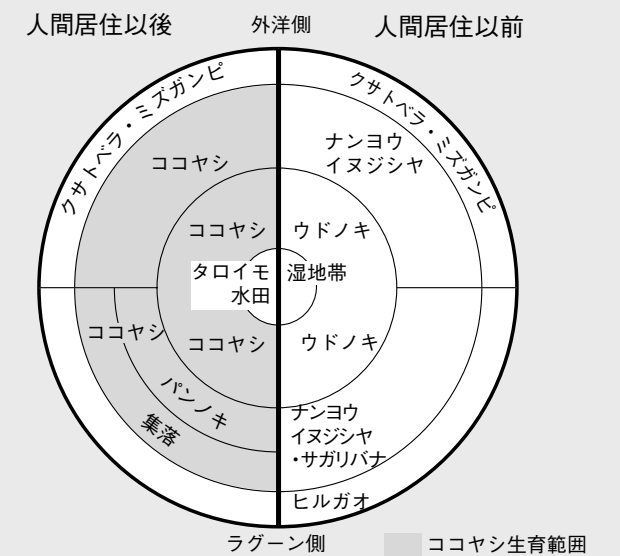 人間居住以後
外洋側
人間居住以前
クサトベラ・ミズガンピ
クサトベラ・ミズガンピ
ココヤシ
ナンヨウ
イヌジシヤ
ココヤシ
ウドノキ
タロイモ
水田
湿地帯
ココヤシ
ココヤシ
ウドノキ
パンノキ
集落
ナンヨウ
イヌジシヤ
・サガリバナ
ヒルガオ
ラグーン側
ココヤシ生育範囲